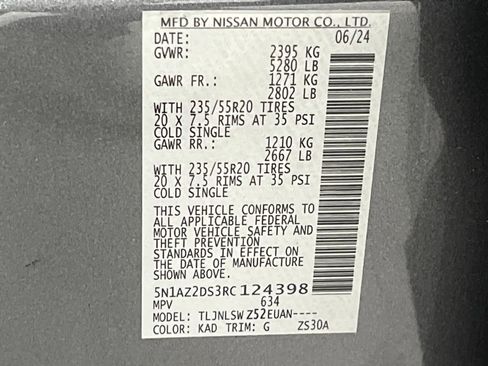 MFD BY NISSAN MOTOR CO., LTD.
DATE: 06/24
GVWR: 2395 KG
5280 LB
GAWR FR.: 1271 KG
2802 LB
WITH 235/55R20 TIRES
20 X 7.5 RIMS AT 35 PSI
COLD SINGLE
GAWR RR.: 1210 KG
2667 LB
WITH 235/55R20 TIRES
20 X 7.5 RIMS AT 35 PSI
COLD SINGLE
THIS VEHICLE CONFORMS TO
ALL APPLICABLE FEDERAL
MOTOR VEHICLE SAFETY AND
THEFT PREVENTION
STANDARDS IN EFFECT ON
THE DATE OF MANUFACTURE
SHOWN ABOVE.
5N1AZ2DS3RC124398
MPV 634
MODEL: TLJNLSW Z52EUAN----
COLOR: KAD TRIM: G ZS30A